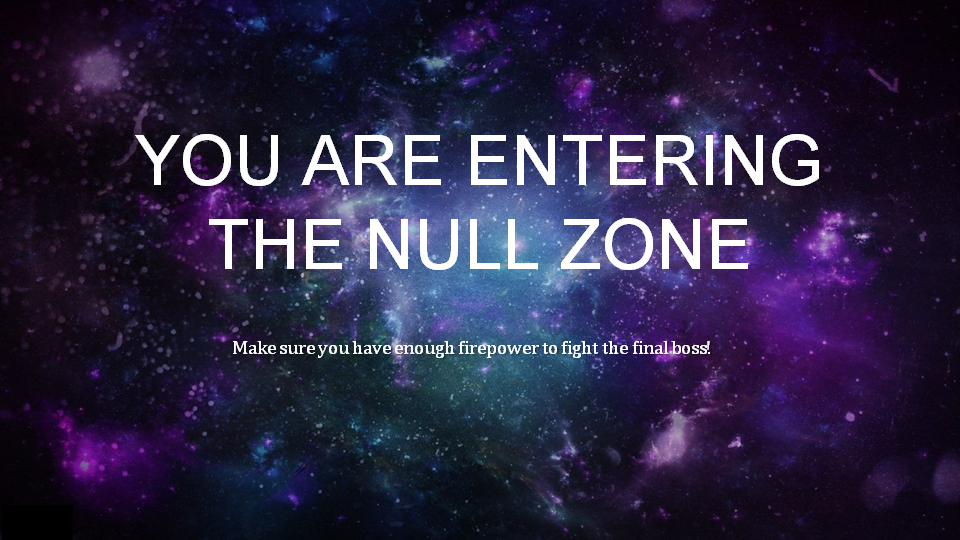 YOU ARE ENTERING
THE NULL ZONE
Make sure you have enough firepower to fight the final boss!